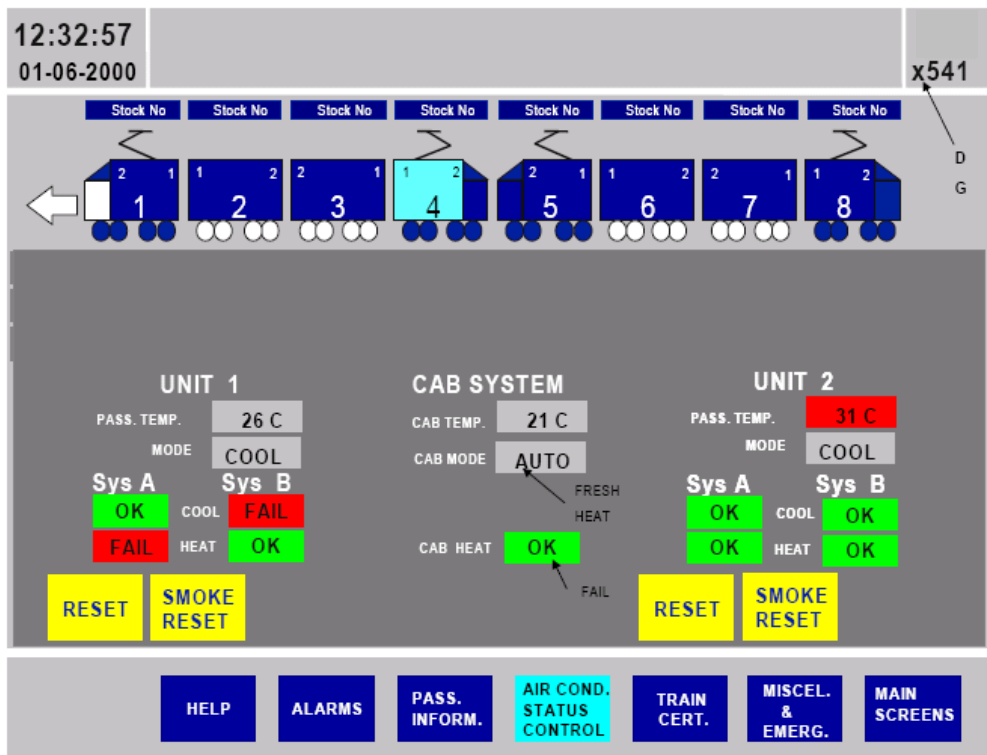 12:32:57
01-06-2000
x541
Stock No Stock No Stock No Stock No Stock No Stock No Stock No Stock No
D
G
2 1 1 2 2 1 1 2 2 1 1 2 2 1 1 2
1 2 3 4 5 6 7 8
UNIT 1
PASS. TEMP. 26 C
MODE COOL
Sys A Sys B
OK COOL FAIL
FAIL HEAT OK
RESET
SMOKE
RESET
CAB SYSTEM
CAB TEMP. 21 C
CAB MODE AUTO
FRESH
HEAT
CAB HEAT OK
FAIL
UNIT 2
PASS. TEMP. 31 C
MODE COOL
Sys A Sys B
OK COOL OK
OK HEAT OK
RESET
SMOKE
RESET
HELP
ALARMS
PASS.
INFORM.
AIR COND.
STATUS
CONTROL
TRAIN
CERT.
MISCEL.
&
EMERG.
MAIN
SCREENS